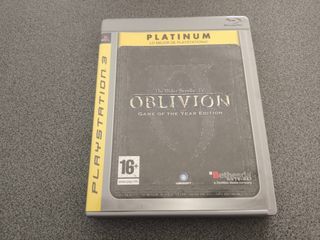 PLATINUM
LO MEJOR DE PLAYSTATION®
PLAYSTATION 3
The Elder Scrolls IV
OBLIVION
GAME OF THE YEAR EDITION
16+
UBISOFT
Bethesda